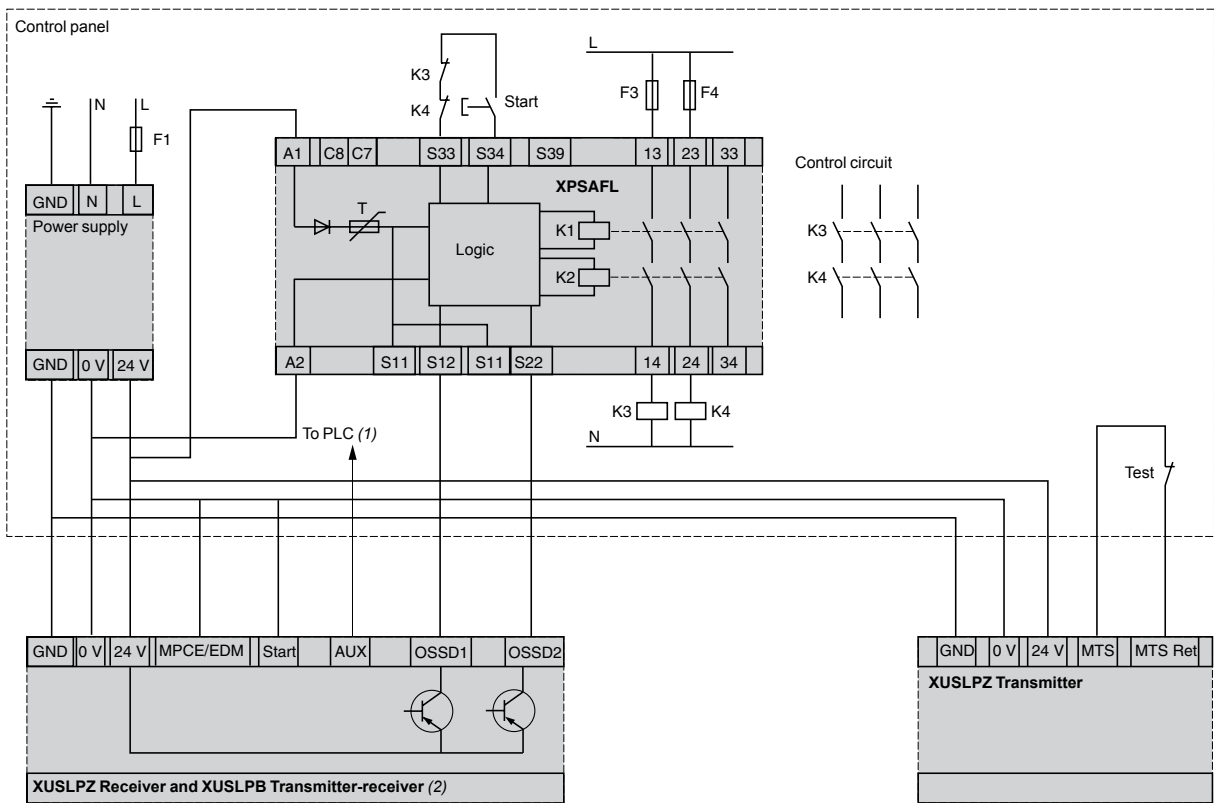 Control panel
L
K3
K4
Start
F3
F4
N
L
F1
A1
C8
C7
S33
S34
S39
13
23
33
Control circuit
XPSAFL
GND
N
L
Power supply
T
Logic
K1
K2
K3
K4
GND
0 V
24 V
A2
S11
S12
S11
S22
14
24
34
K3
K4
N
To PLC (1)
Test
GND
0 V
24 V
MPCE/EDM
Start
AUX
OSSD1
OSSD2
GND
0 V
24 V
MTS
MTS Ret
XUSLPZ Transmitter
XUSLPZ Receiver and XUSLPB Transmitter-receiver (2)